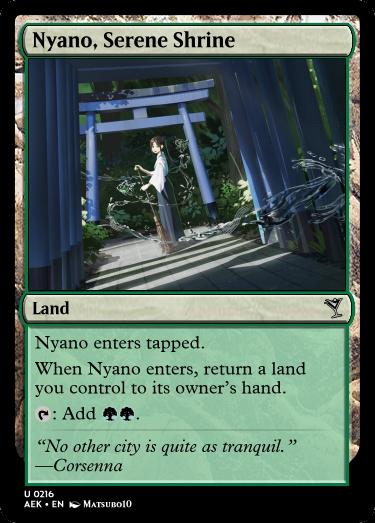 Nyano, Serene Shrine
Land
Nyano enters tapped.
When Nyano enters, return a land
you control to its owner's hand.
: Add .
“No other city is quite as tranquil.”
—Corsenna
U 0216
AEK • EN Matsubo10